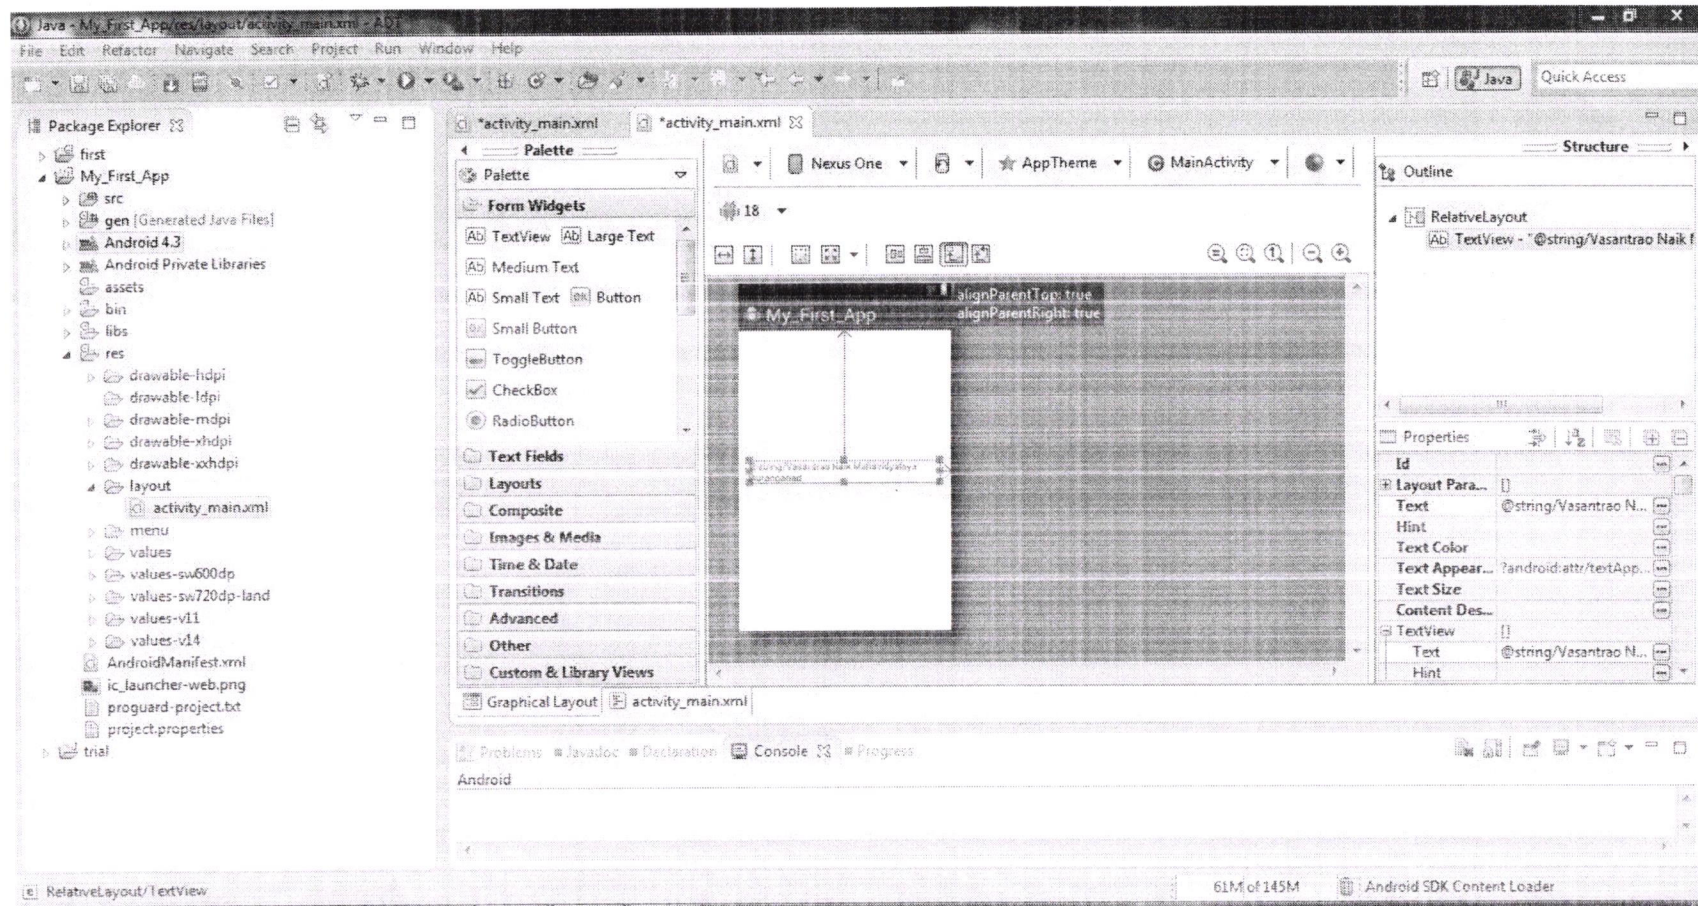 Java - My_First_App/res/layout/activity_main.xml - ADT
File Edit Refactor Navigate Search Project Run Window Help
Java Quick Access
Package Explorer
first
My_First_App
src
gen [Generated Java Files]
Android 4.3
Android Private Libraries
assets
bin
libs
res
drawable-hdpi
drawable-ldpi
drawable-mdpi
drawable-xhdpi
drawable-xxhdpi
layout
activity_main.xml
menu
values
values-sw600dp
values-sw720dp-land
values-v11
values-v14
AndroidManifest.xml
ic_launcher-web.png
proguard-project.txt
project.properties
trial
*activity_main.xml *activity_main.xml
Palette
Palette
Form Widgets
Ab TextView Ab Large Text
Ab Medium Text
Ab Small Text OK Button
OK Small Button
ToggleButton
CheckBox
RadioButton
Text Fields
Layouts
Composite
Images & Media
Time & Date
Transitions
Advanced
Other
Custom & Library Views
Graphical Layout activity_main.xml
Nexus One AppTheme MainActivity
18
alignParentTop: true
alignParentRight: true
My_First_App
Structure
Outline
RelativeLayout
Ab TextView - "@string/Vasantrao Naik
Properties
Id
Layout Para... []
Text @string/Vasantrao N...
Hint
Text Color
Text Appear... ?android:attr/textApp...
Text Size
Content Des...
TextView []
Text @string/Vasantrao N...
Hint
Problems Javadoc Declaration Console Progress
Android
RelativeLayout/TextView
61M of 145M Android SDK Content Loader